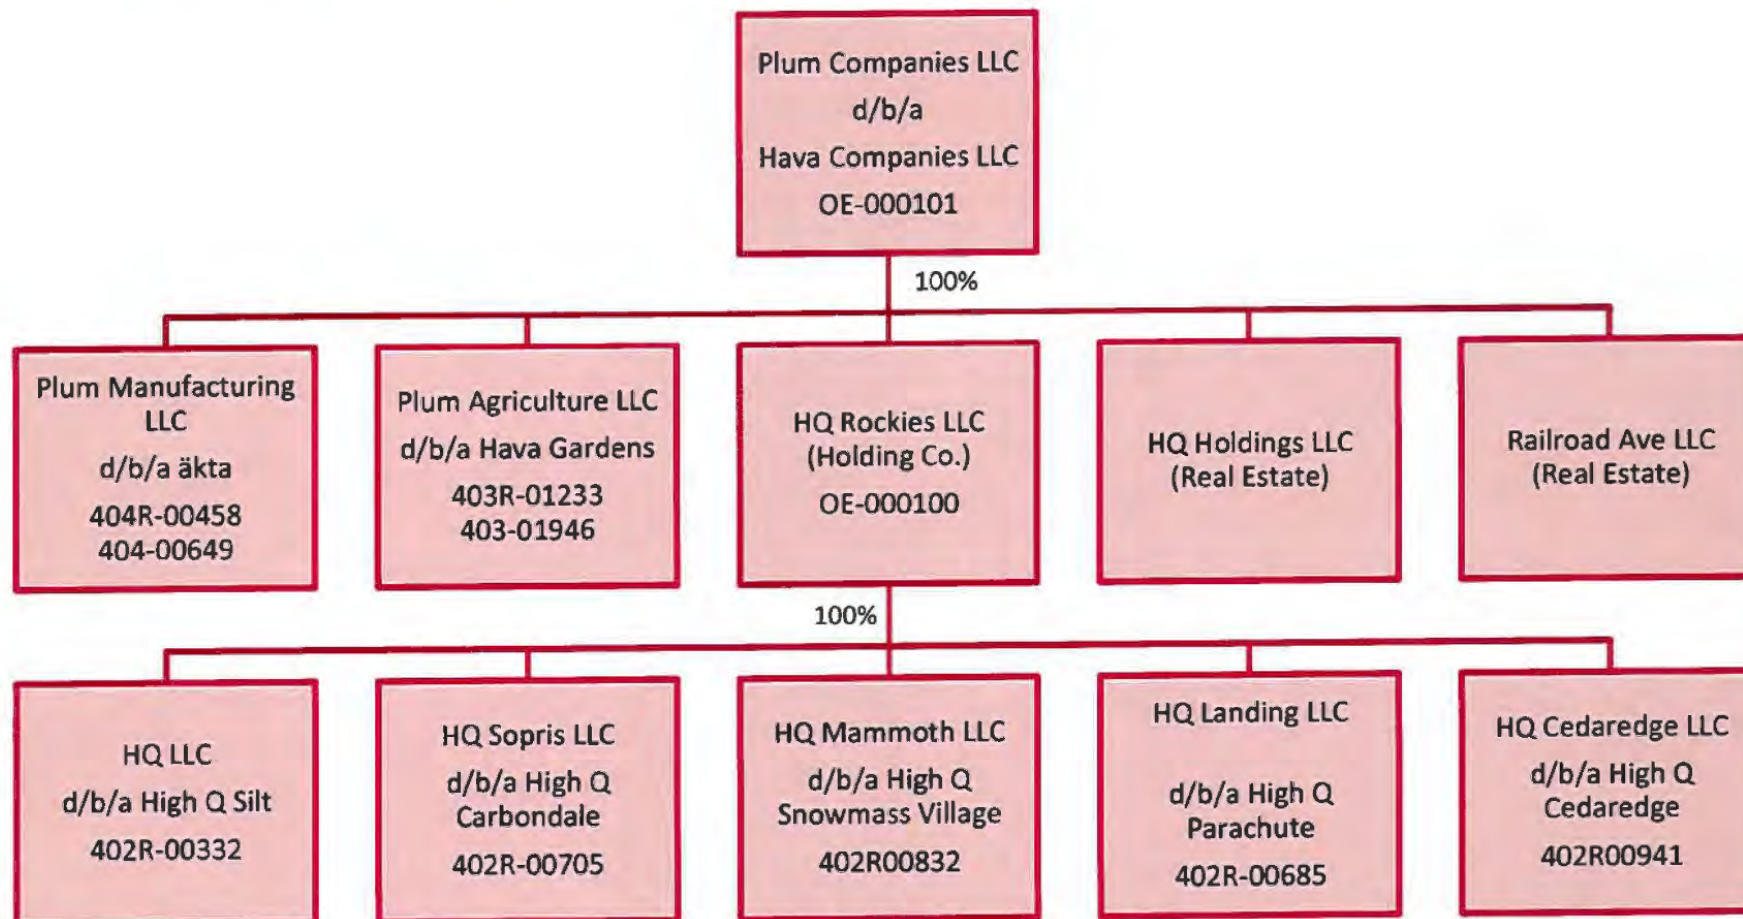 Plum Companies LLC
d/b/a
Hava Companies LLC
OE-000101
100%
Plum Manufacturing
LLC
d/b/a äkta
404R-00458
404-00649
Plum Agriculture LLC
d/b/a Hava Gardens
403R-01233
403-01946
HQ Rockies LLC
(Holding Co.)
OE-000100
HQ Holdings LLC
(Real Estate)
Railroad Ave LLC
(Real Estate)
100%
HQ LLC
d/b/a High Q Silt
402R-00332
HQ Sopris LLC
d/b/a High Q
Carbondale
402R-00705
HQ Mammoth LLC
d/b/a High Q
Snowmass Village
402R00832
HQ Landing LLC
d/b/a High Q
Parachute
402R-00685
HQ Cedaredge LLC
d/b/a High Q
Cedaredge
402R00941